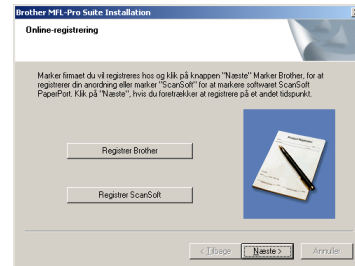 Brother MFL-Pro Suite Installation
Online-registrering
Marker firmaet du vil registreres hos og klik på knappen "Næste" Marker Brother, for at
registrerer din anordning eller marker "ScanSoft" for at markere softwaret ScanSoft
PaperPort. Klik på "Næste", hvis du foretrækker at registrere på et andet tidspunkt.
Registrer Brother
Registrer ScanSoft
< Tilbage
Næste >
Annuller